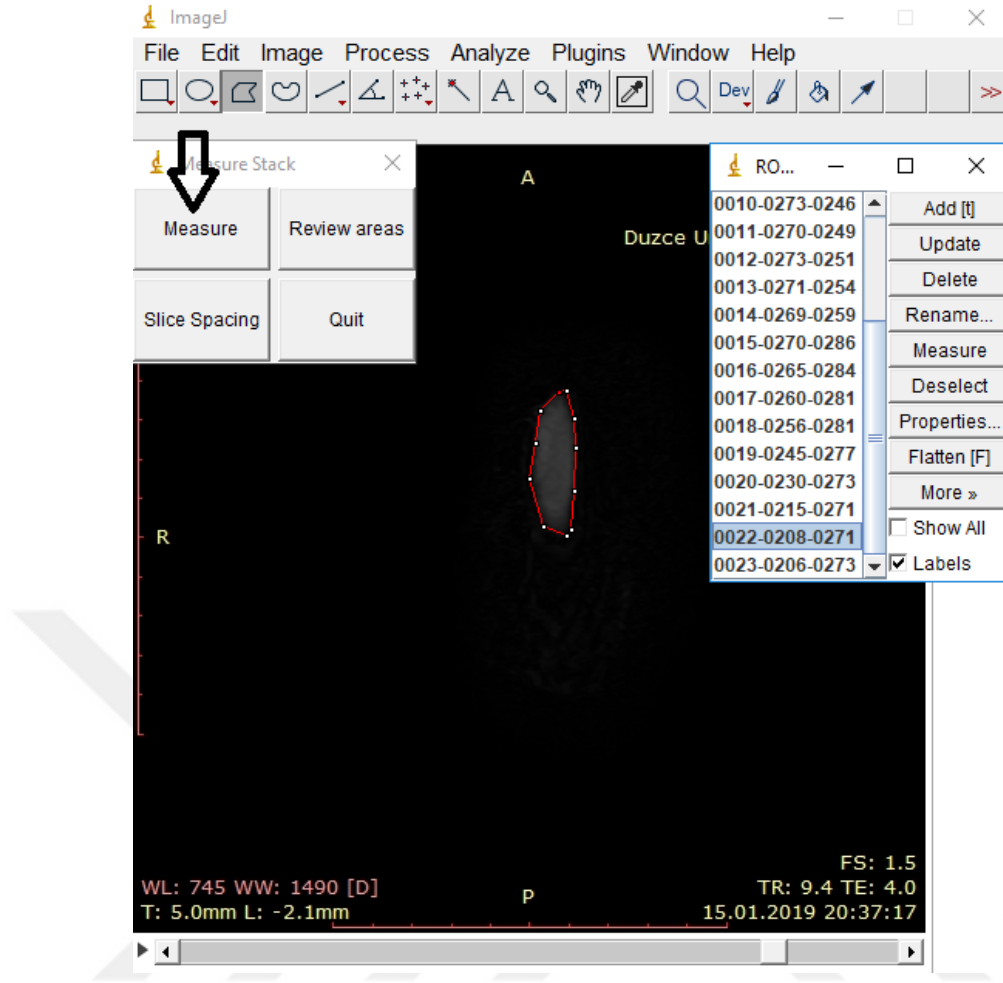 ImageJ
File Edit Image Process Analyze Plugins Window Help
A Dev >>
Measure Stack
Measure Review areas
Slice Spacing Quit
A
Duzce U
R
RO...
0010-0273-0246
0011-0270-0249
0012-0273-0251
0013-0271-0254
0014-0269-0259
0015-0270-0286
0016-0265-0284
0017-0260-0281
0018-0256-0281
0019-0245-0277
0020-0230-0273
0021-0215-0271
0022-0208-0271
0023-0206-0273
Add [t]
Update
Delete
Rename...
Measure
Deselect
Properties...
Flatten [F]
More »
Show All
Labels
WL: 745 WW: 1490 [D]
T: 5.0mm L: -2.1mm
P
FS: 1.5
TR: 9.4 TE: 4.0
15.01.2019 20:37:17